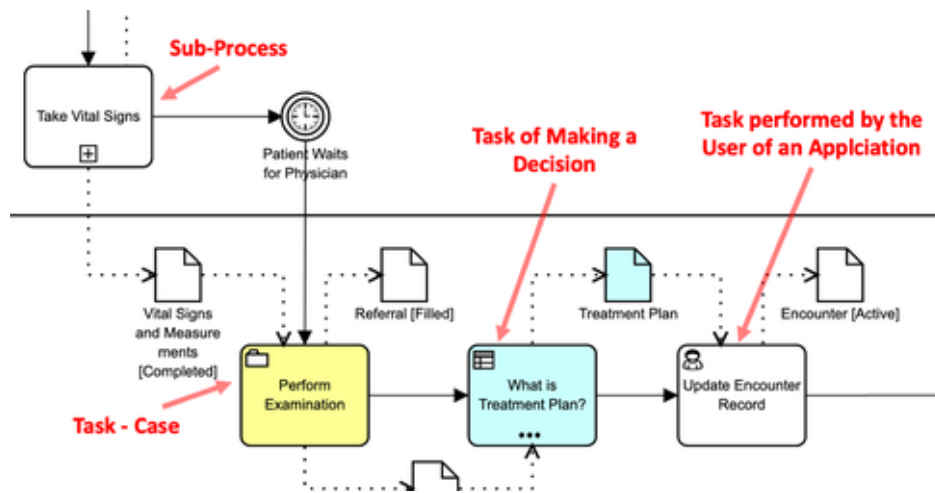 Sub-Process
Take Vital Signs
Patient Waits
for Physician
Task of Making a
Decision
Task performed by the
User of an Applciation
Vital Signs
and Measure
ments
[Completed]
Referral [Filled]
Treatment Plan
Encounter [Active]
Perform
Examination
What is
Treatment Plan?
Update Encounter
Record
Task - Case